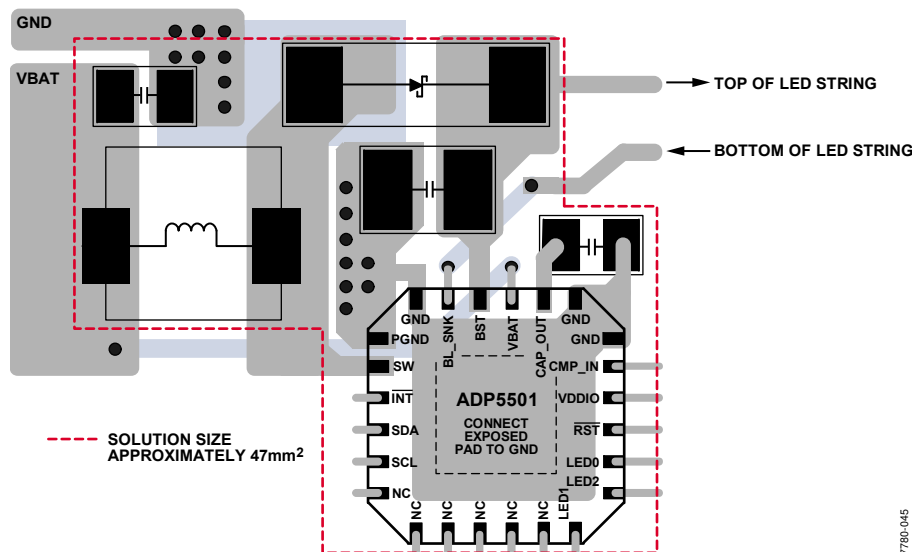 GND
VBAT
TOP OF LED STRING
BOTTOM OF LED STRING
GND
BL_SNK
BST
VBAT
CAP_OUT
GND
PGND
GND
SW
CMP_IN
INT
VDDIO
SDA
RST
SCL
LED0
NC
LED2
ADP5501
CONNECT
EXPOSED
PAD TO GND
NC
NC
NC
NC
NC
LED1
SOLUTION SIZE
APPROXIMATELY 47mm²
7780-045